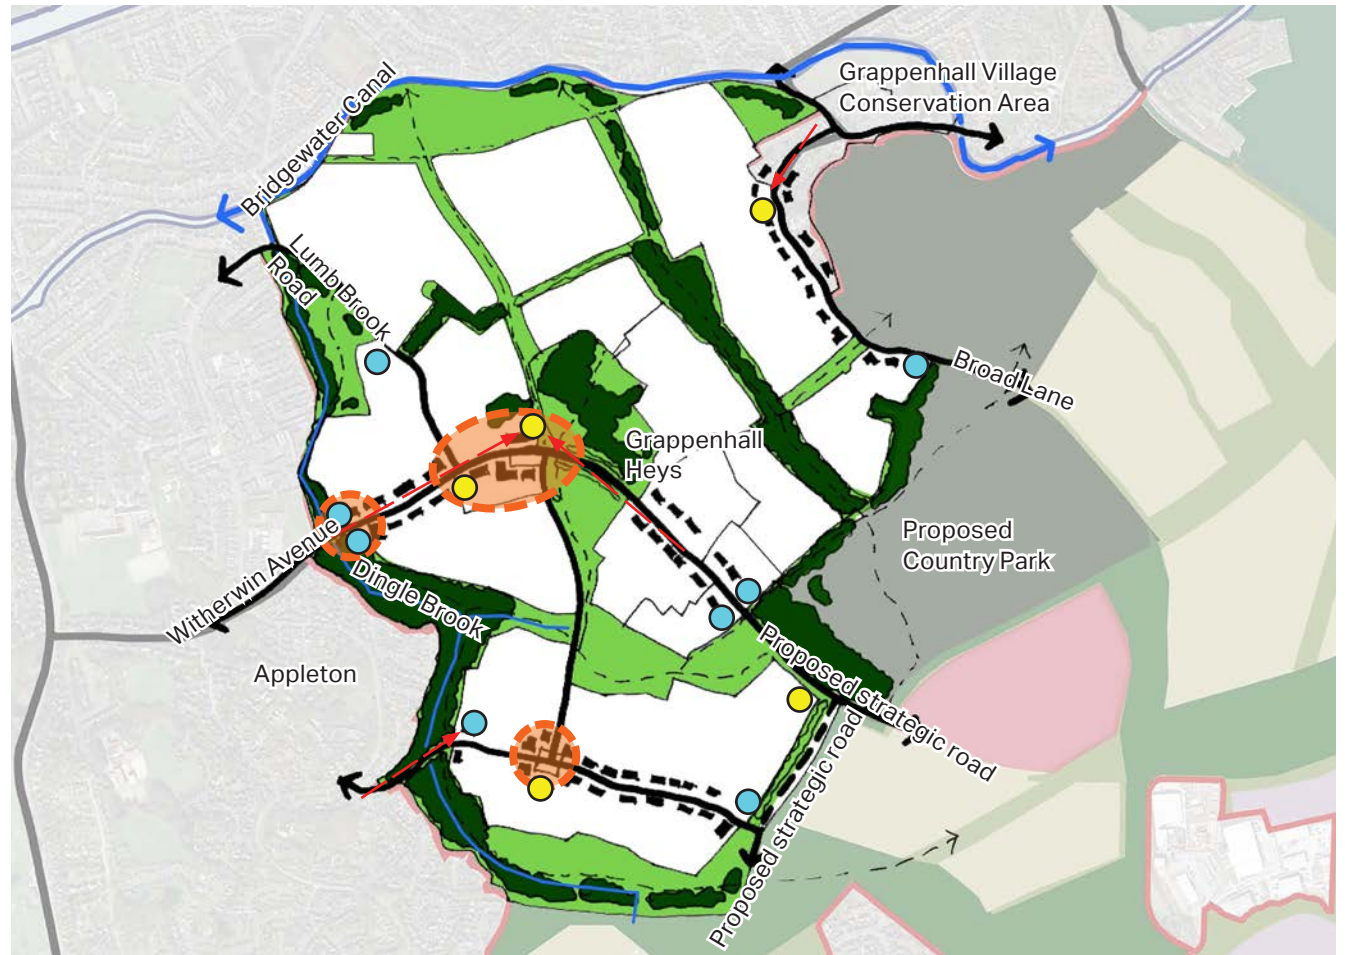 Bridgewater Canal
Grappenhall Village
Conservation Area
Lumb Brook
Road
Broad Lane
Grappenhall
Heys
Proposed
Country Park
Witherwin Avenue
Dingle Brook
Appleton
Proposed strategic road
Proposed strategic road